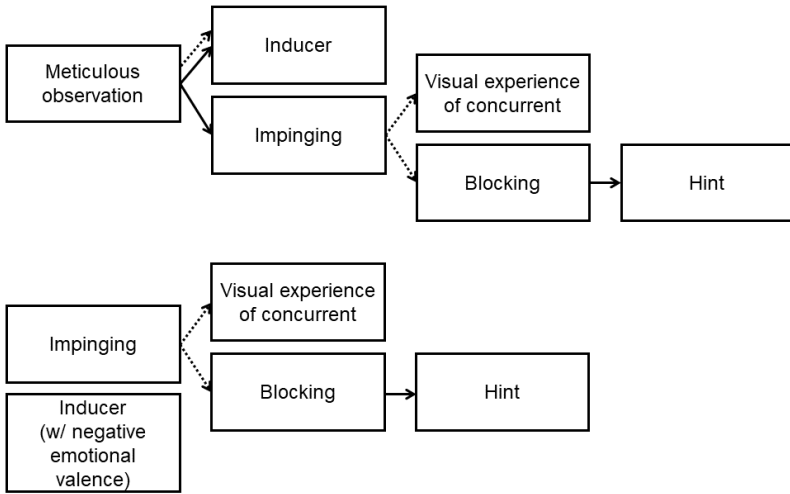 Inducer
Meticulous
observation
Visual experience
of concurrent
Impinging
Blocking
Hint
Visual experience
of concurrent
Impinging
Blocking
Hint
Inducer
(w/ negative
emotional
valence)